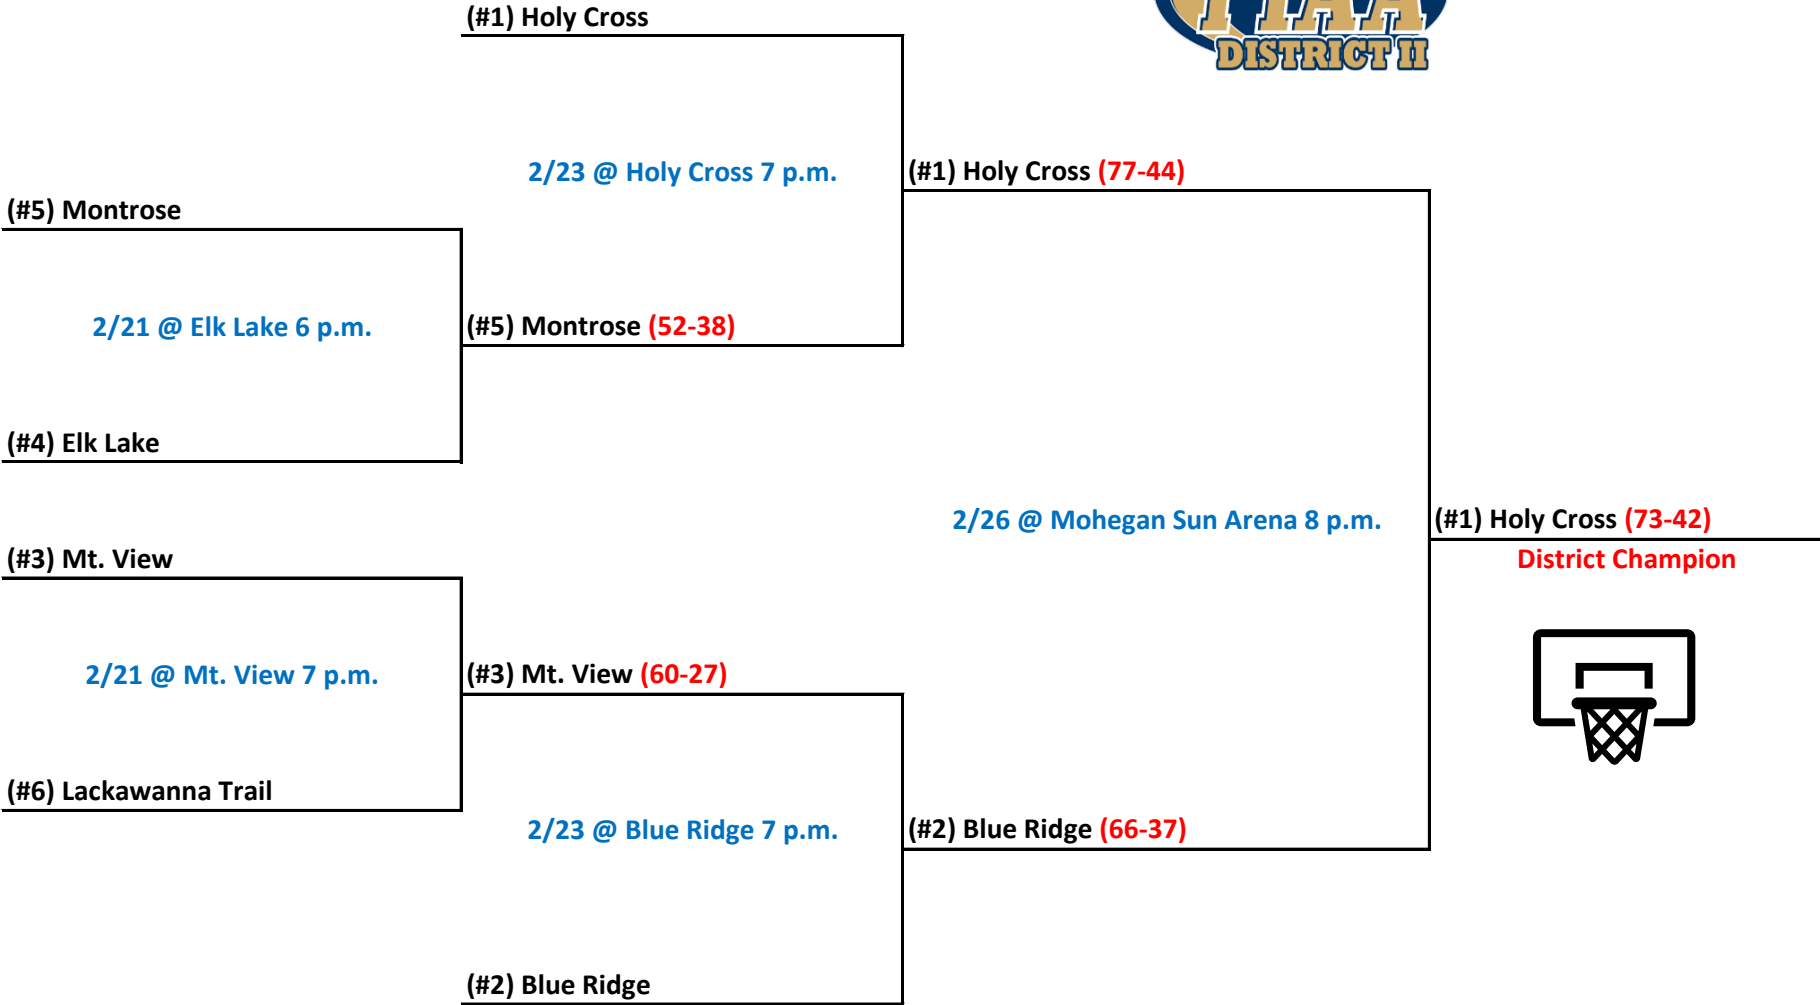 (#1) Holy Cross
PIAA
DISTRICT II
2/23 @ Holy Cross 7 p.m.
(#1) Holy Cross (77-44)
(#5) Montrose
2/21 @ Elk Lake 6 p.m.
(#5) Montrose (52-38)
(#4) Elk Lake
2/26 @ Mohegan Sun Arena 8 p.m.
(#1) Holy Cross (73-42)
District Champion
(#3) Mt. View
2/21 @ Mt. View 7 p.m.
(#3) Mt. View (60-27)
(#6) Lackawanna Trail
2/23 @ Blue Ridge 7 p.m.
(#2) Blue Ridge (66-37)
(#2) Blue Ridge